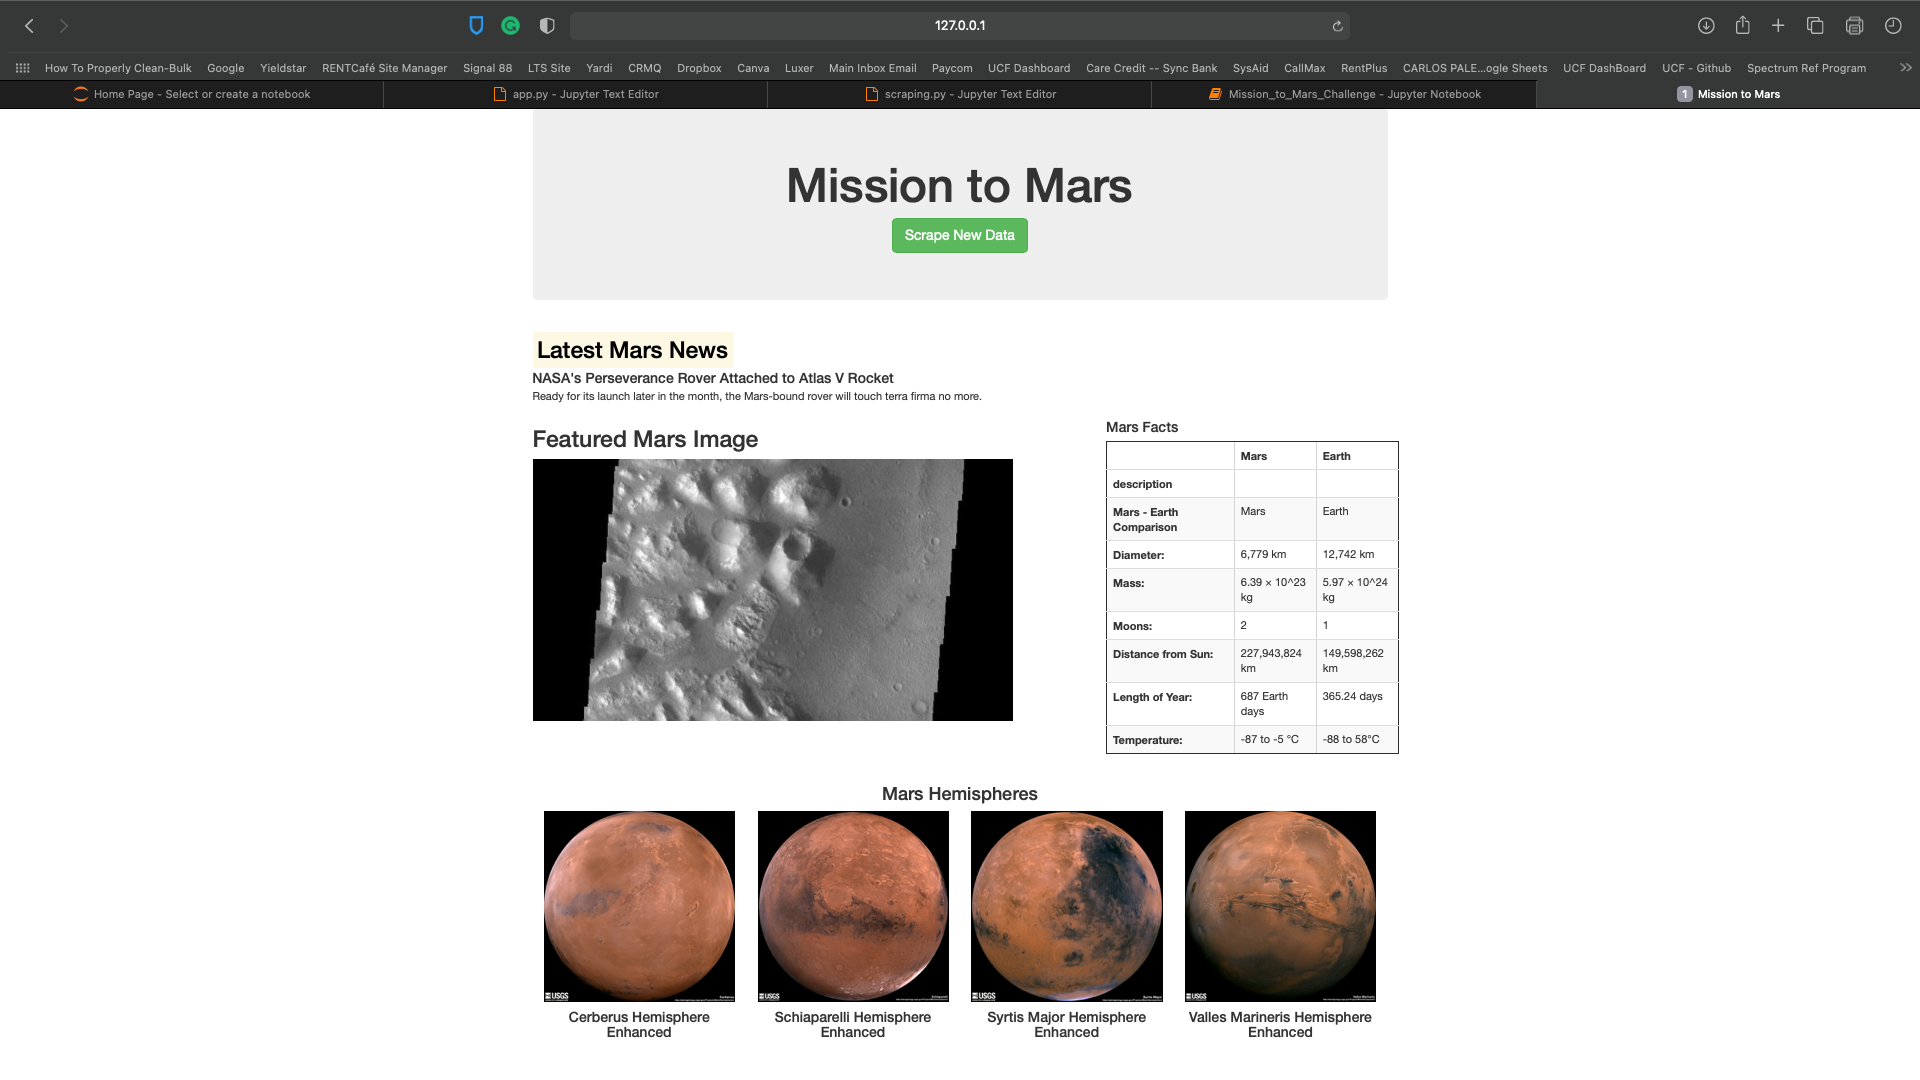 127.0.0.1
How To Properly Clean-Bulk Google Yieldstar RENTCafé Site Manager Signal 88 LTS Site Yardi CRMQ Dropbox Canva Luxer Main Inbox Email Paycom UCF Dashboard Care Credit -- Sync Bank SysAid CallMax RentPlus CARLOS PALE...ogle Sheets UCF DashBoard UCF - Github Spectrum Ref Program
Home Page - Select or create a notebook app.py - Jupyter Text Editor scraping.py - Jupyter Text Editor Mission_to_Mars_Challenge - Jupyter Notebook 1 Mission to Mars
Mission to Mars
Scrape New Data
Latest Mars News
NASA's Perseverance Rover Attached to Atlas V Rocket
Ready for its launch later in the month, the Mars-bound rover will touch terra firma no more.
Featured Mars Image
Mars Facts
Mars Earth
description
Mars - Earth Comparison Mars Earth
Diameter: 6,779 km 12,742 km
Mass: 6.39 × 10^23 kg 5.97 × 10^24 kg
Moons: 2 1
Distance from Sun: 227,943,824 km 149,598,262 km
Length of Year: 687 Earth days 365.24 days
Temperature: -87 to -5 °C -88 to 58°C
Mars Hemispheres
USGS USGS USGS USGS
Cerberus Hemisphere Enhanced
Schiaparelli Hemisphere Enhanced
Syrtis Major Hemisphere Enhanced
Valles Marineris Hemisphere Enhanced